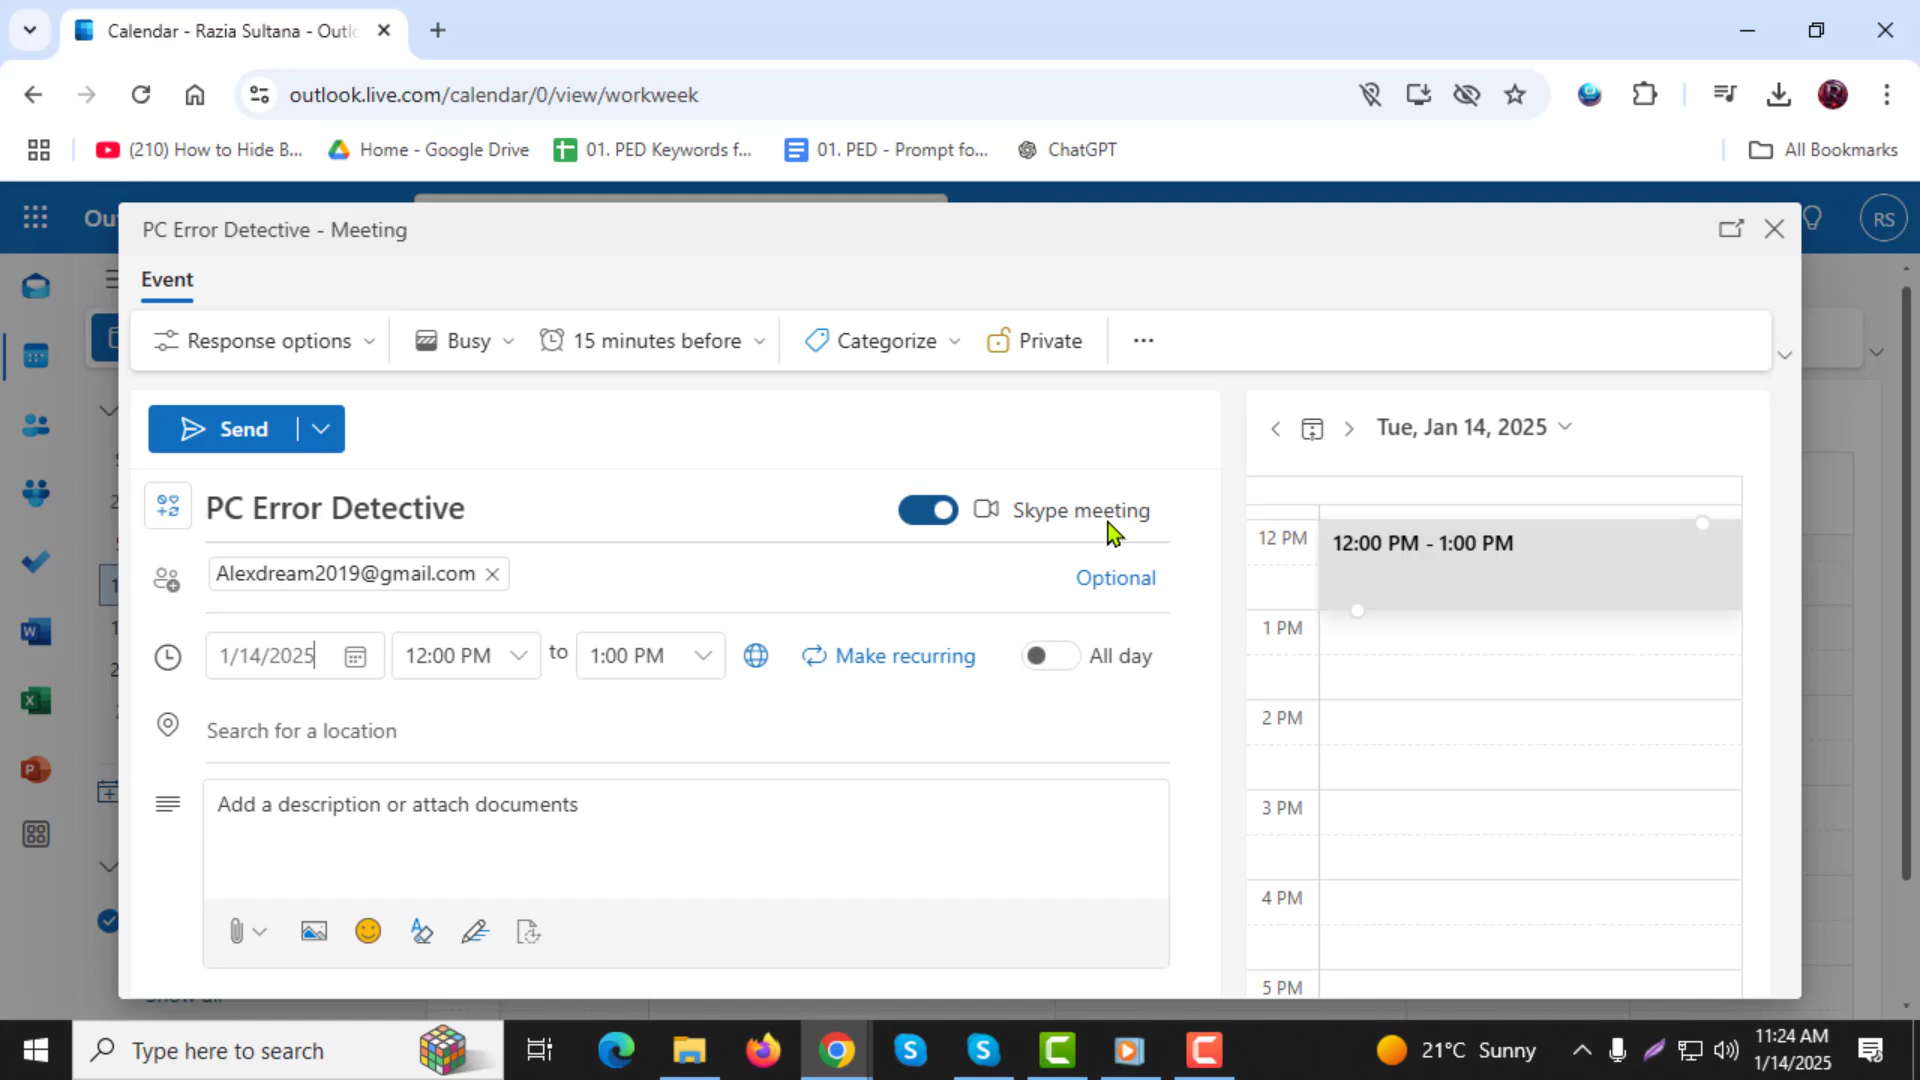 Calendar - Razia Sultana - Outlo
outlook.live.com/calendar/0/view/workweek
(210) How to Hide B...
Home - Google Drive
01. PED Keywords f...
01. PED - Prompt fo...
ChatGPT
All Bookmarks
Ou
RS
PC Error Detective - Meeting
Event
Response options
Busy
15 minutes before
Categorize
Private
Send
Tue, Jan 14, 2025
PC Error Detective
Skype meeting
12 PM
12:00 PM - 1:00 PM
Alexdream2019@gmail.com
Optional
1 PM
1/14/2025
12:00 PM
to
1:00 PM
Make recurring
All day
2 PM
Search for a location
3 PM
Add a description or attach documents
4 PM
5 PM
Type here to search
21°C Sunny
11:24 AM
1/14/2025